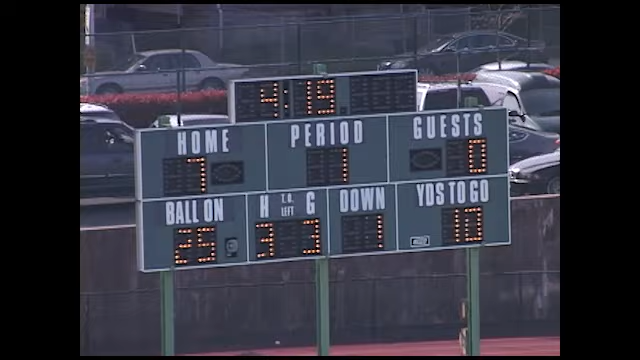 4:19
HOME PERIOD GUESTS
7 1 0
BALL ON H T.O. LEFT G DOWN YDS TO GO
25 3 3 1 10